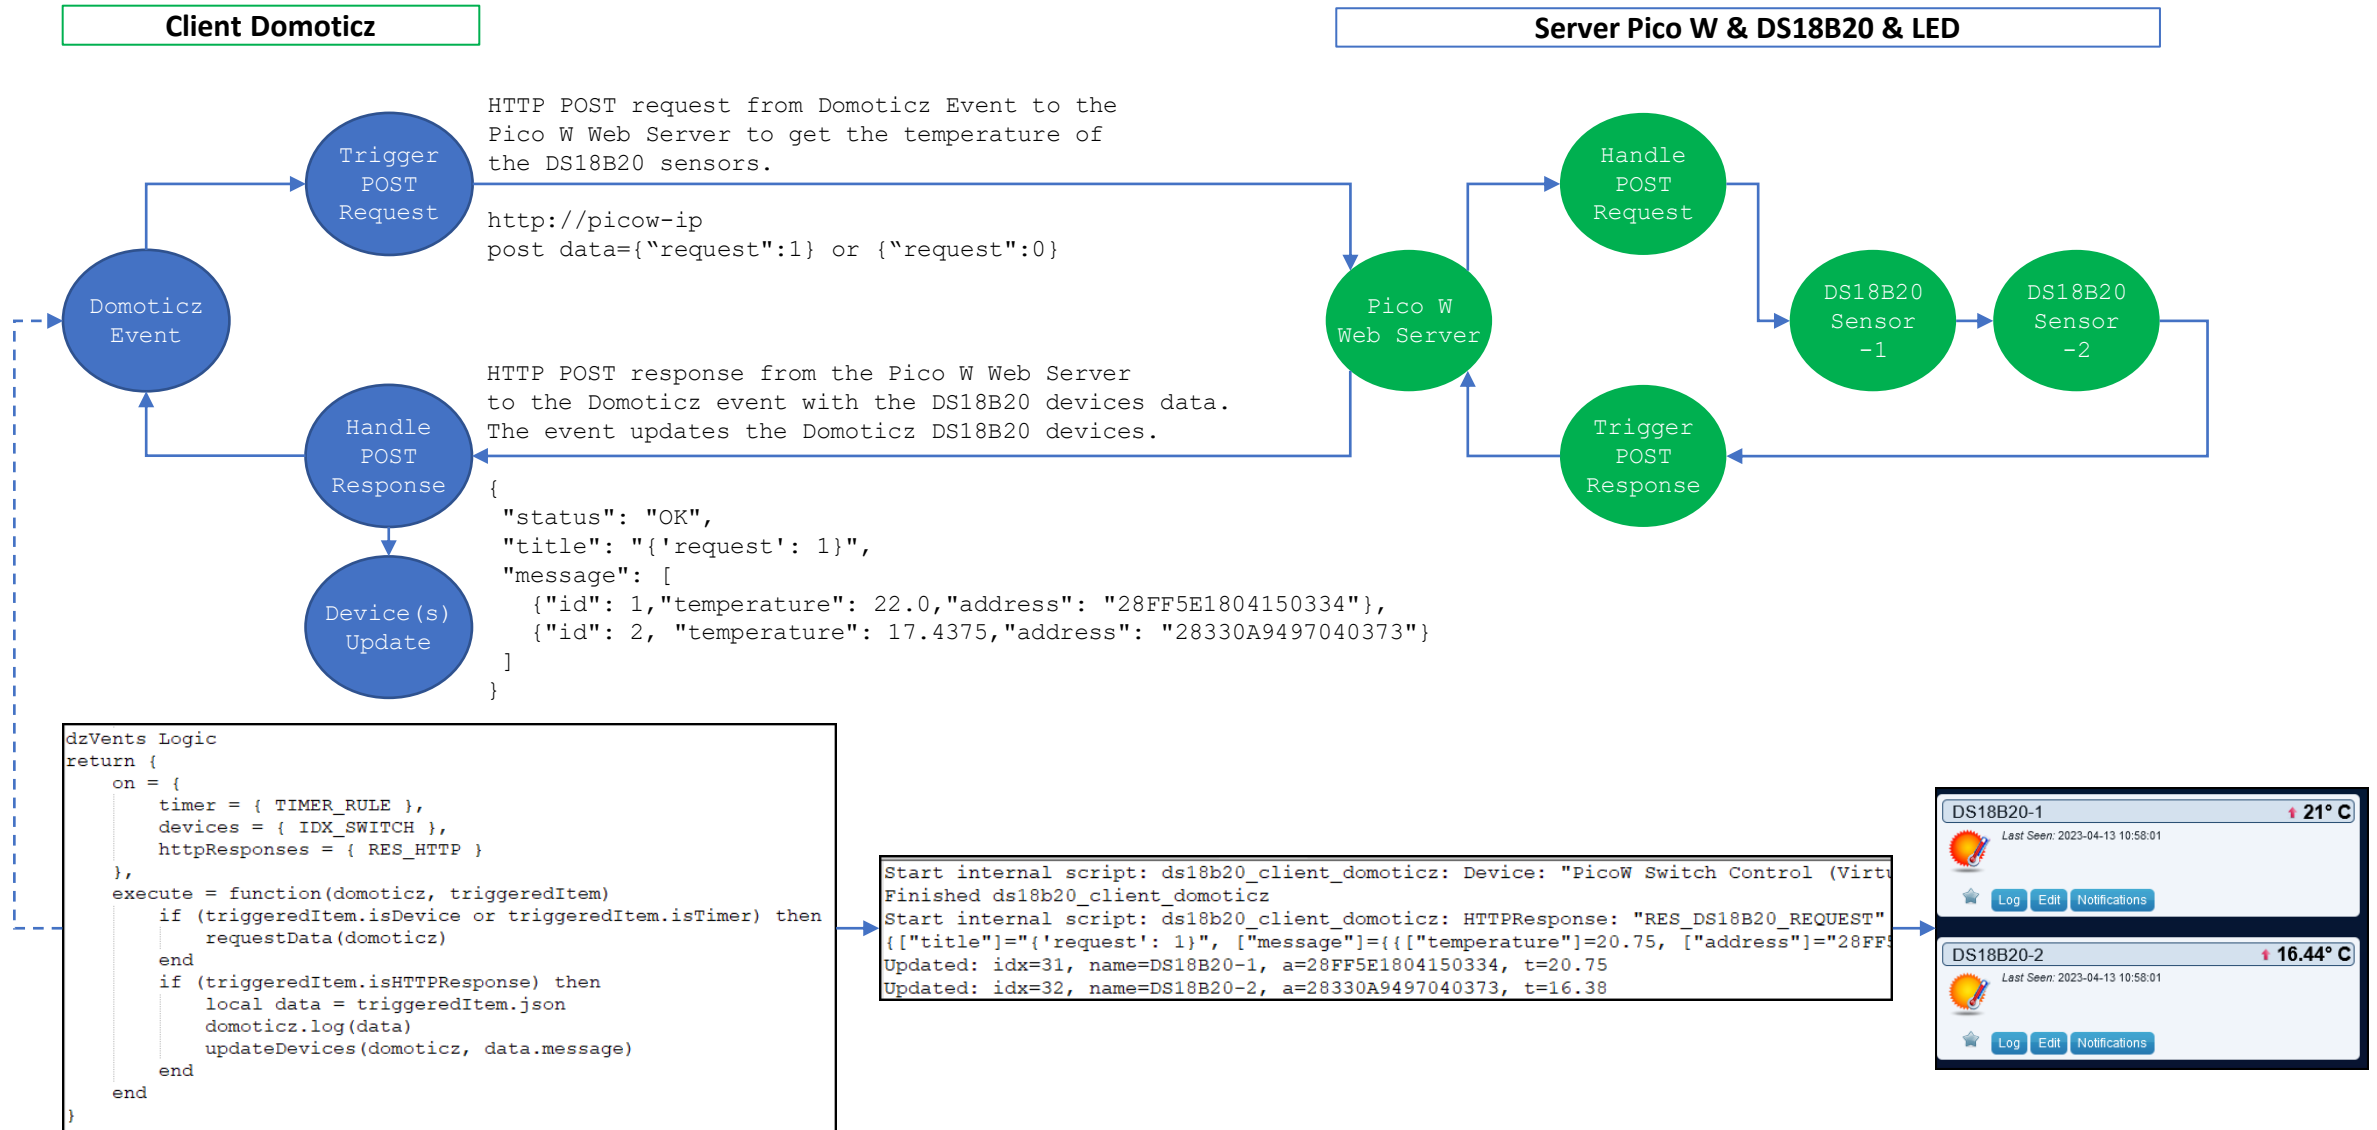 Client Domoticz
Server Pico W & DS18B20 & LED
HTTP POST request from Domoticz Event to the
Pico W Web Server to get the temperature of
the DS18B20 sensors.
Trigger
POST
Request
http://picow-ip
post data={“request":1} or {“request":0}
Handle
POST
Request
Domoticz
Event
Pico W
Web Server
DS18B20
Sensor
-1
DS18B20
Sensor
-2
HTTP POST response from the Pico W Web Server
to the Domoticz event with the DS18B20 devices data.
The event updates the Domoticz DS18B20 devices.
Handle
POST
Response
Trigger
POST
Response
{
"status": "OK",
"title": "{'request': 1}",
"message": [
{"id": 1,"temperature": 22.0,"address": "28FF5E1804150334"},
{"id": 2, "temperature": 17.4375,"address": "28330A9497040373"}
]
}
Device(s)
Update
dzVents Logic
return {
on = {
timer = { TIMER_RULE },
devices = { IDX_SWITCH },
httpResponses = { RES_HTTP }
},
execute = function(domoticz, triggeredItem)
if (triggeredItem.isDevice or triggeredItem.isTimer) then
requestData(domoticz)
end
if (triggeredItem.isHTTPResponse) then
local data = triggeredItem.json
domoticz.log(data)
updateDevices(domoticz, data.message)
end
end
}
Start internal script: ds18b20_client_domoticz: Device: "PicoW Switch Control (Virtu
Finished ds18b20_client_domoticz
Start internal script: ds18b20_client_domoticz: HTTPResponse: "RES_DS18B20_REQUEST"
{["title"]="{'request': 1}", ["message"]={{["temperature"]=20.75, ["address"]="28FF5
Updated: idx=31, name=DS18B20-1, a=28FF5E1804150334, t=20.75
Updated: idx=32, name=DS18B20-2, a=28330A9497040373, t=16.38
DS18B20-1 21° C
Last Seen: 2023-04-13 10:58:01
Log Edit Notifications
DS18B20-2 16.44° C
Last Seen: 2023-04-13 10:58:01
Log Edit Notifications